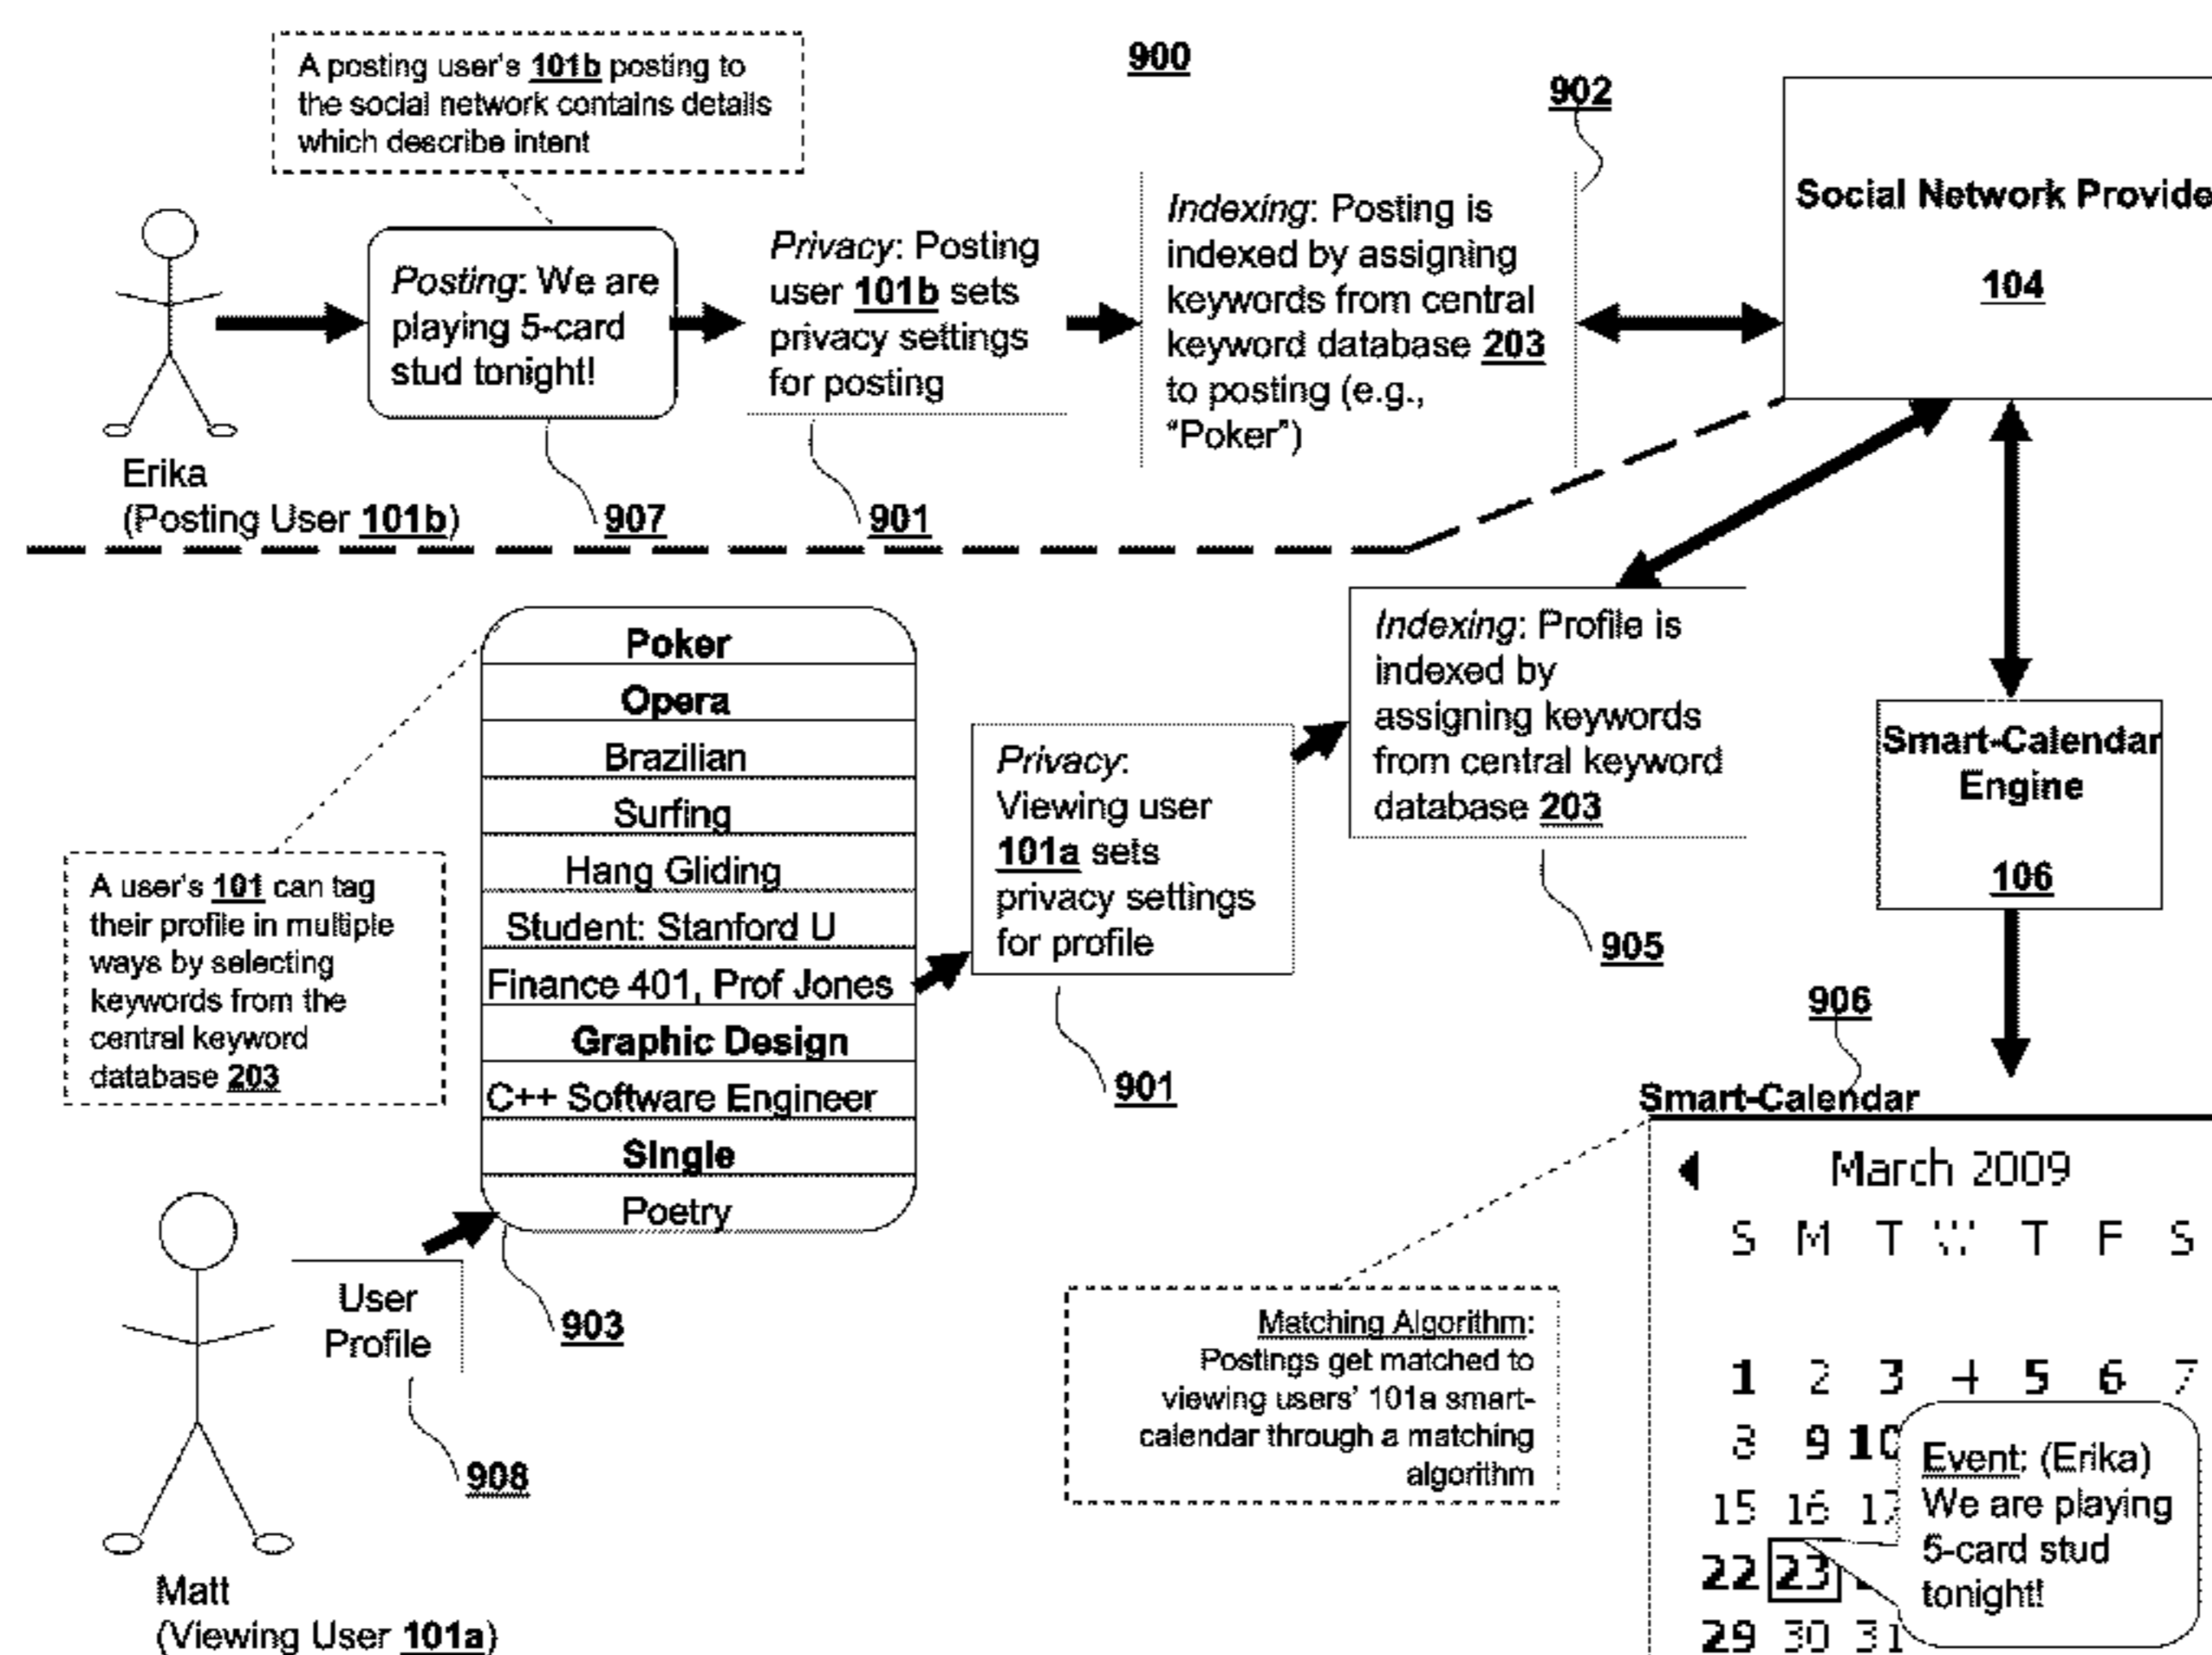 900
A posting user's 101b posting to
the social network contains details
which describe intent
902
Social Network Provide
104
Posting: We are
playing 5-card
stud tonight!
Privacy: Posting
user 101b sets
privacy settings
for posting
Indexing: Posting is
indexed by assigning
keywords from central
keyword database 203
to posting (e.g.,
"Poker")
Erika
(Posting User 101b)
907
901
Poker
Opera
Brazilian
Surfing
Hang Gliding
Student: Stanford U
Finance 401, Prof Jones
Graphic Design
C++ Software Engineer
Single
Poetry
A user's 101 can tag
their profile in multiple
ways by selecting
keywords from the
central keyword
database 203
Privacy:
Viewing user
101a sets
privacy settings
for profile
901
Indexing: Profile is
indexed by
assigning keywords
from central keyword
database 203
905
Smart-Calendar
Engine
106
906
Smart-Calendar
March 2009
S M T W T F S
1 2 3 4 5 6 7
8 9 10
15 16 17
22 23
29 30 31
Event: (Erika)
We are playing
5-card stud
tonight!
Matching Algorithm:
Postings get matched to
viewing users' 101a smart-
calendar through a matching
algorithm
User
Profile
903
908
Matt
(Viewing User 101a)